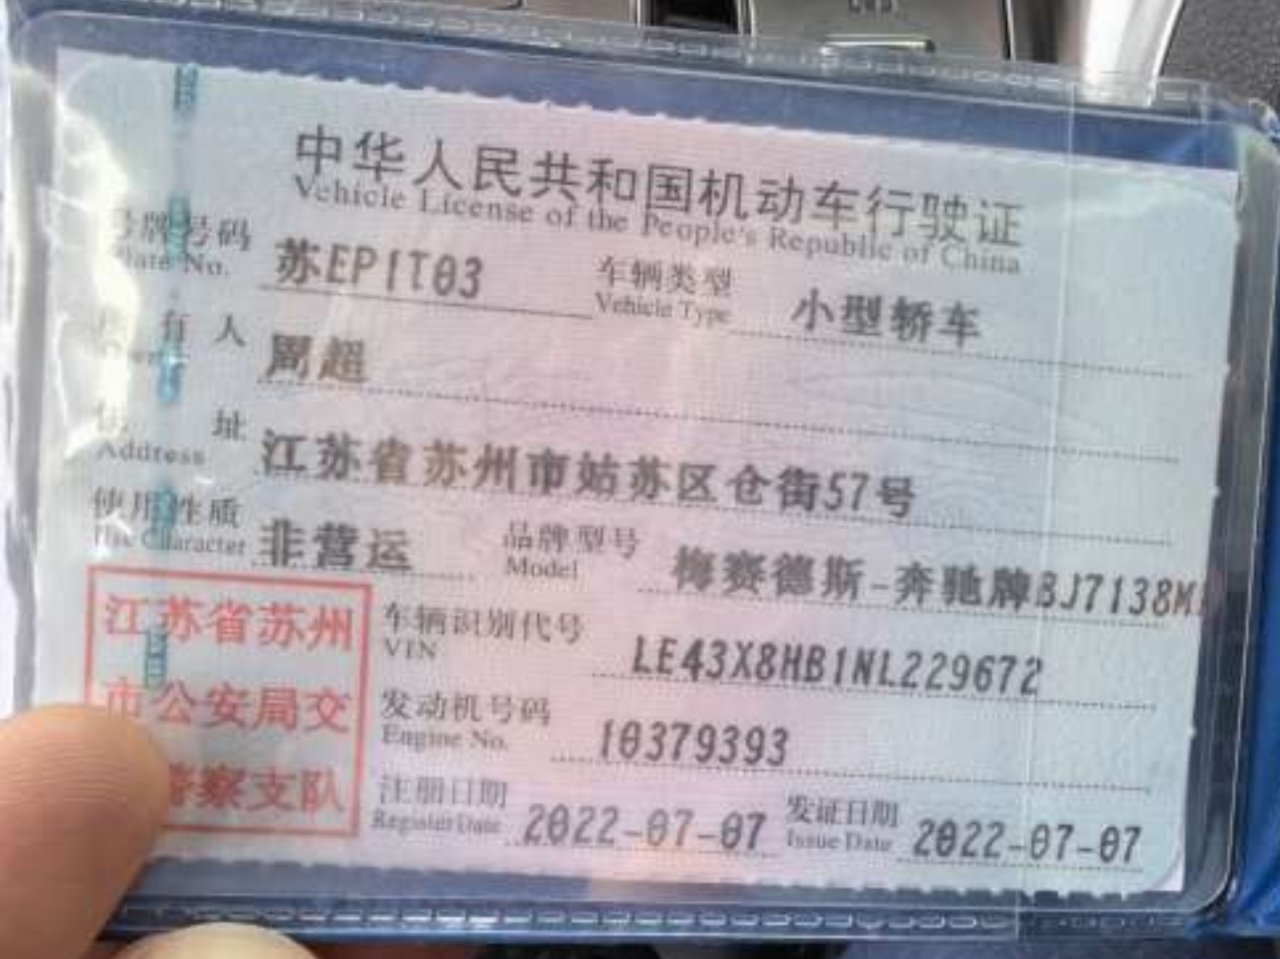 中华人民共和国机动车行驶证
Vehicle License of the People's Republic of China
号牌号码 苏EP1T03 车辆类型 小型轿车
Plate No. Vehicle Type
所有人 周超
住址 江苏省苏州市姑苏区仓街57号
Address
使用性质 非营运 品牌型号 梅赛德斯-奔驰牌BJ7138M
Use Character Model
江苏省苏州
市公安局交
警察支队
车辆识别代号 LE43X8HB1NL229672
VIN
发动机号码 10379393
Engine No.
注册日期 2022-07-07 发证日期 2022-07-07
Register Date Issue Date